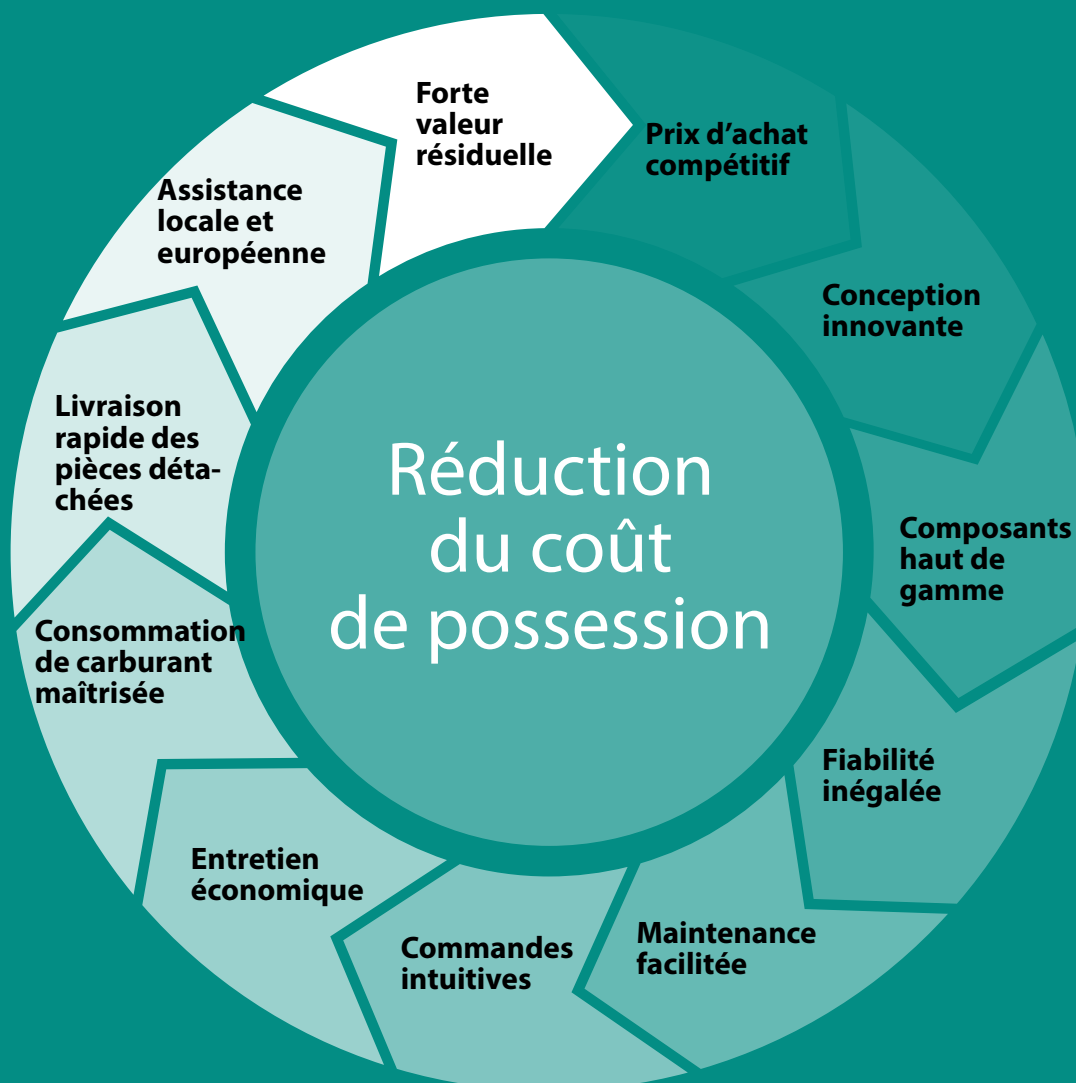 Forte
valeur
résiduelle
Prix d’achat
compétitif
Conception
innovante
Composants
haut de
gamme
Fiabilité
inégalée
Maintenance
facilitée
Commandes
intuitives
Entretien
économique
Consommation
de carburant
maîtrisée
Livraison
rapide des
pièces déta-
chées
Assistance
locale et
européenne
Réduction
du coût
de possession